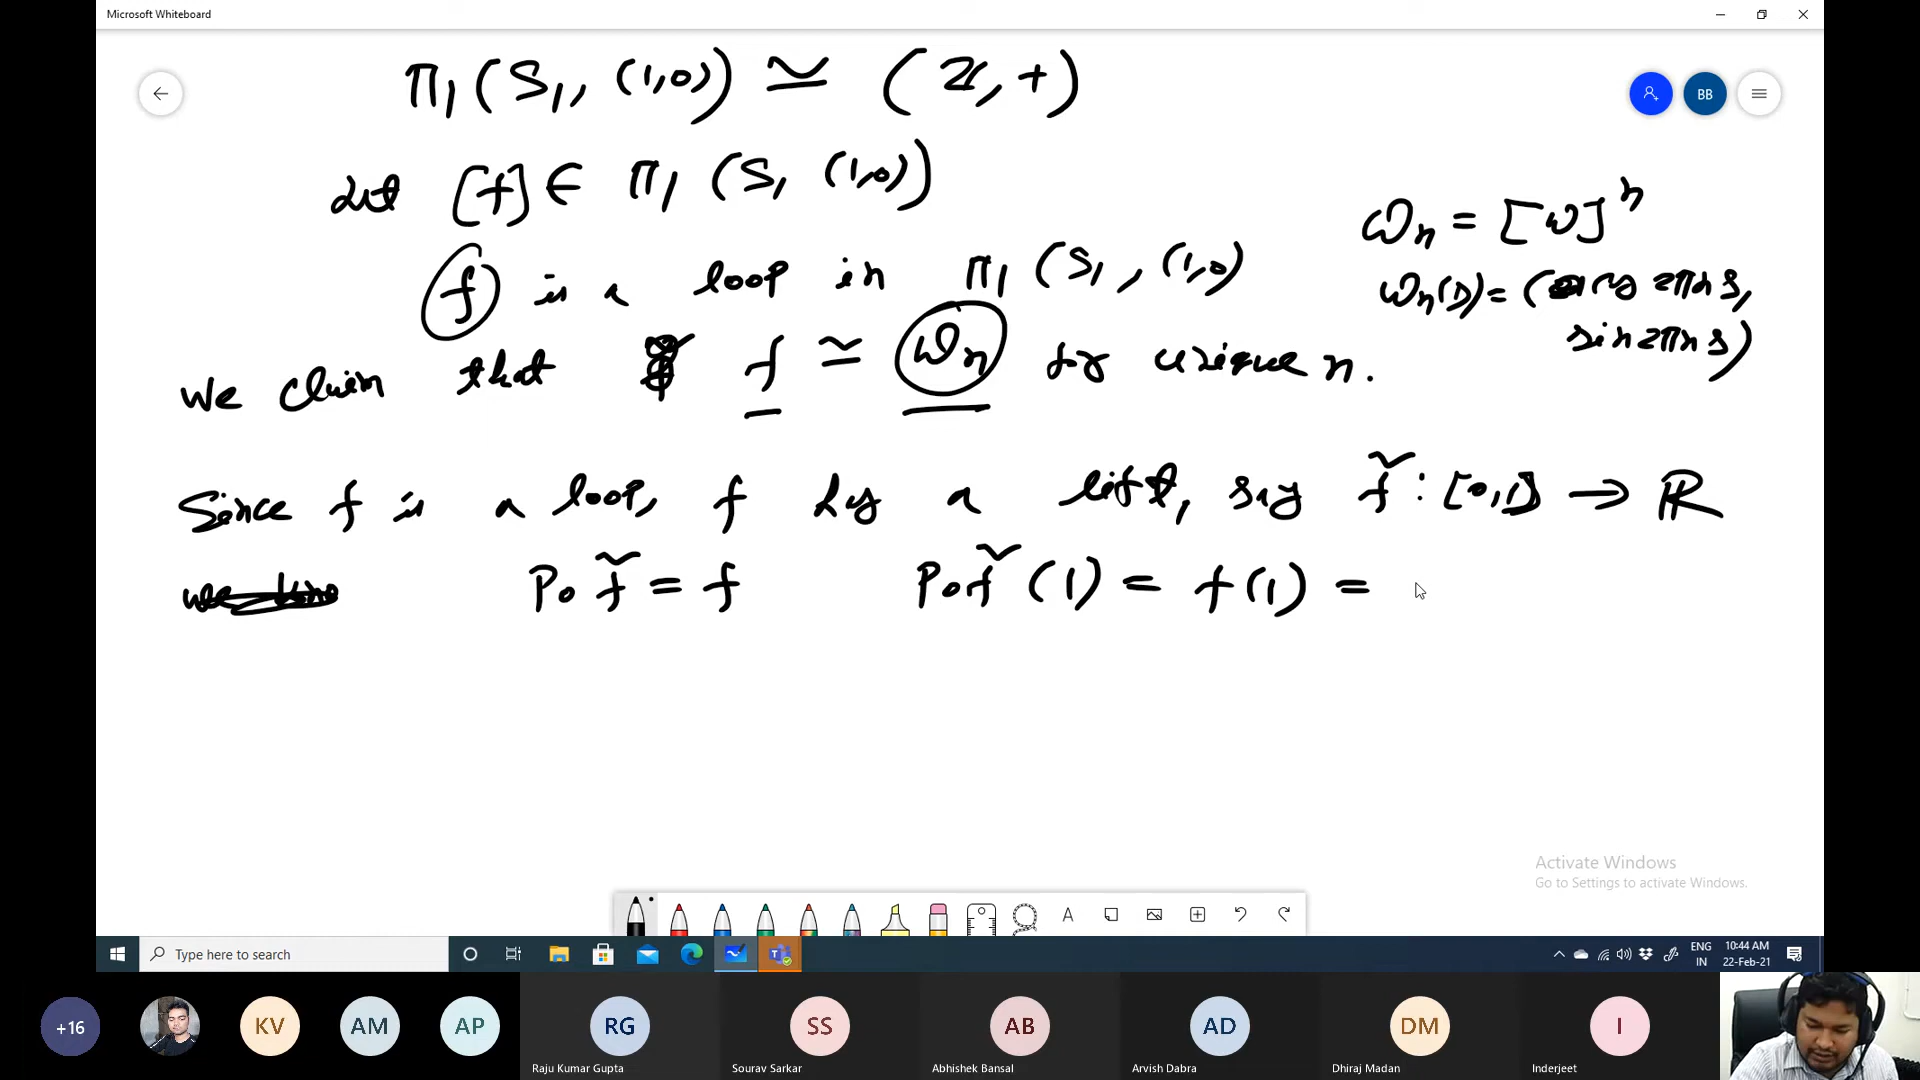 Microsoft Whiteboard
π₁(S₁, (1,0)) ≃ (ℤ, +)
BB
Let [f] ∈ π₁(S, (1,0))
ωₙ = [ω]ⁿ
f is a loop in π₁(S₁, (1,0)
ωₙ(s) = (cos 2πns,
sin 2πns)
We claim that f ≃ ωₙ for unique n.
Since f is a loop, f has a lift, say f̃ : [0,1] → ℝ
P∘f̃ = f P∘f̃(1) = f(1) =
Activate Windows
Go to Settings to activate Windows.
A
Type here to search
ENG
IN
10:44 AM
22-Feb-21
+16
KV
AM
AP
RG
SS
AB
AD
DM
I
Raju Kumar Gupta
Sourav Sarkar
Abhishek Bansal
Arvish Dabra
Dhiraj Madan
Inderjeet